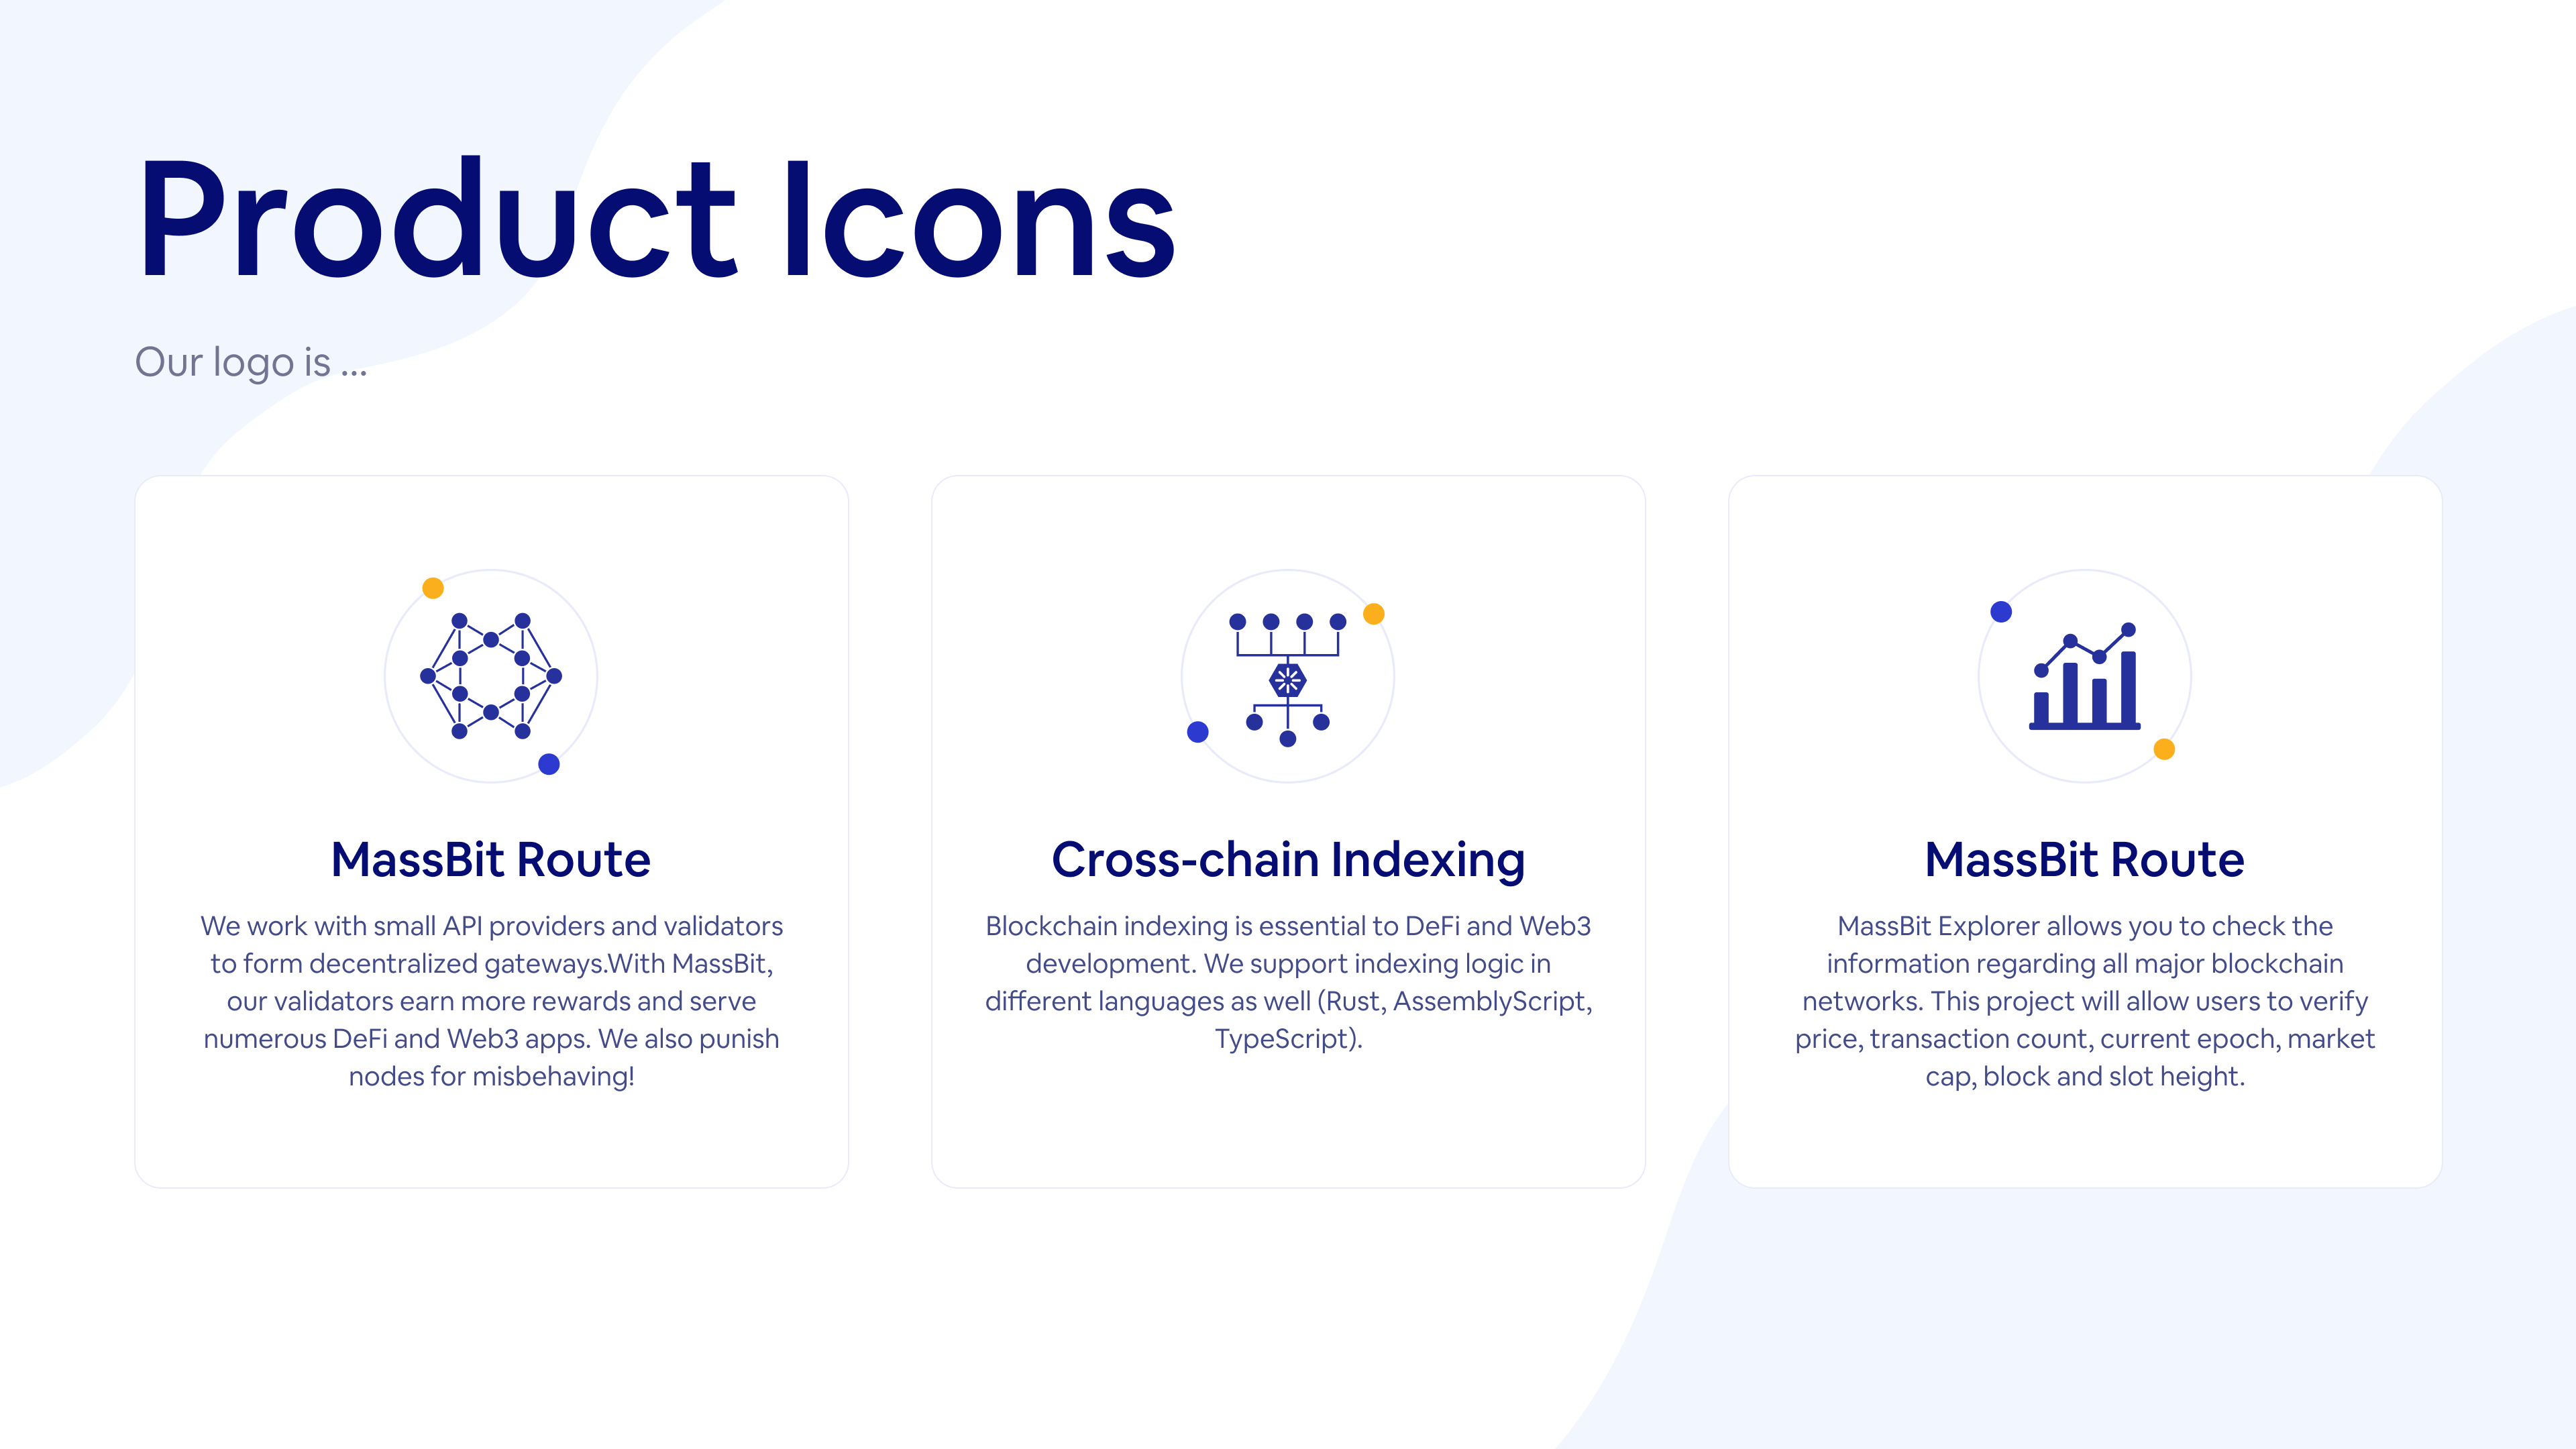 Product Icons
Our logo is ...
MassBit Route
We work with small API providers and validators
to form decentralized gateways.With MassBit,
our validators earn more rewards and serve
numerous DeFi and Web3 apps. We also punish
nodes for misbehaving!
Cross-chain Indexing
Blockchain indexing is essential to DeFi and Web3
development. We support indexing logic in
different languages as well (Rust, AssemblyScript,
TypeScript).
MassBit Route
MassBit Explorer allows you to check the
information regarding all major blockchain
networks. This project will allow users to verify
price, transaction count, current epoch, market
cap, block and slot height.